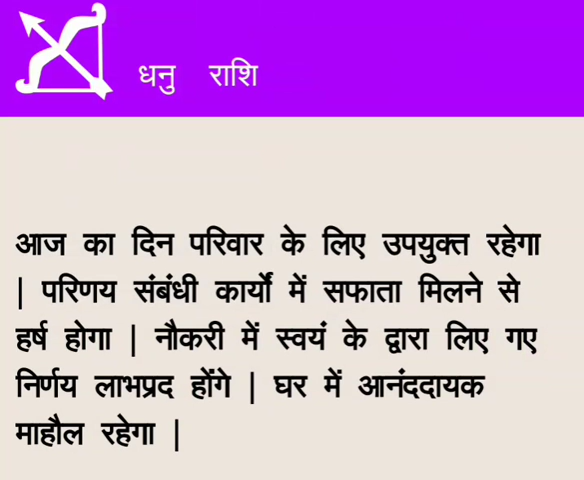 धनु राशि
आज का दिन परिवार के लिए उपयुक्त रहेगा
| परिणय संबंधी कार्यों में सफाता मिलने से
हर्ष होगा | नौकरी में स्वयं के द्वारा लिए गए
निर्णय लाभप्रद होंगे | घर में आनंददायक
माहौल रहेगा |